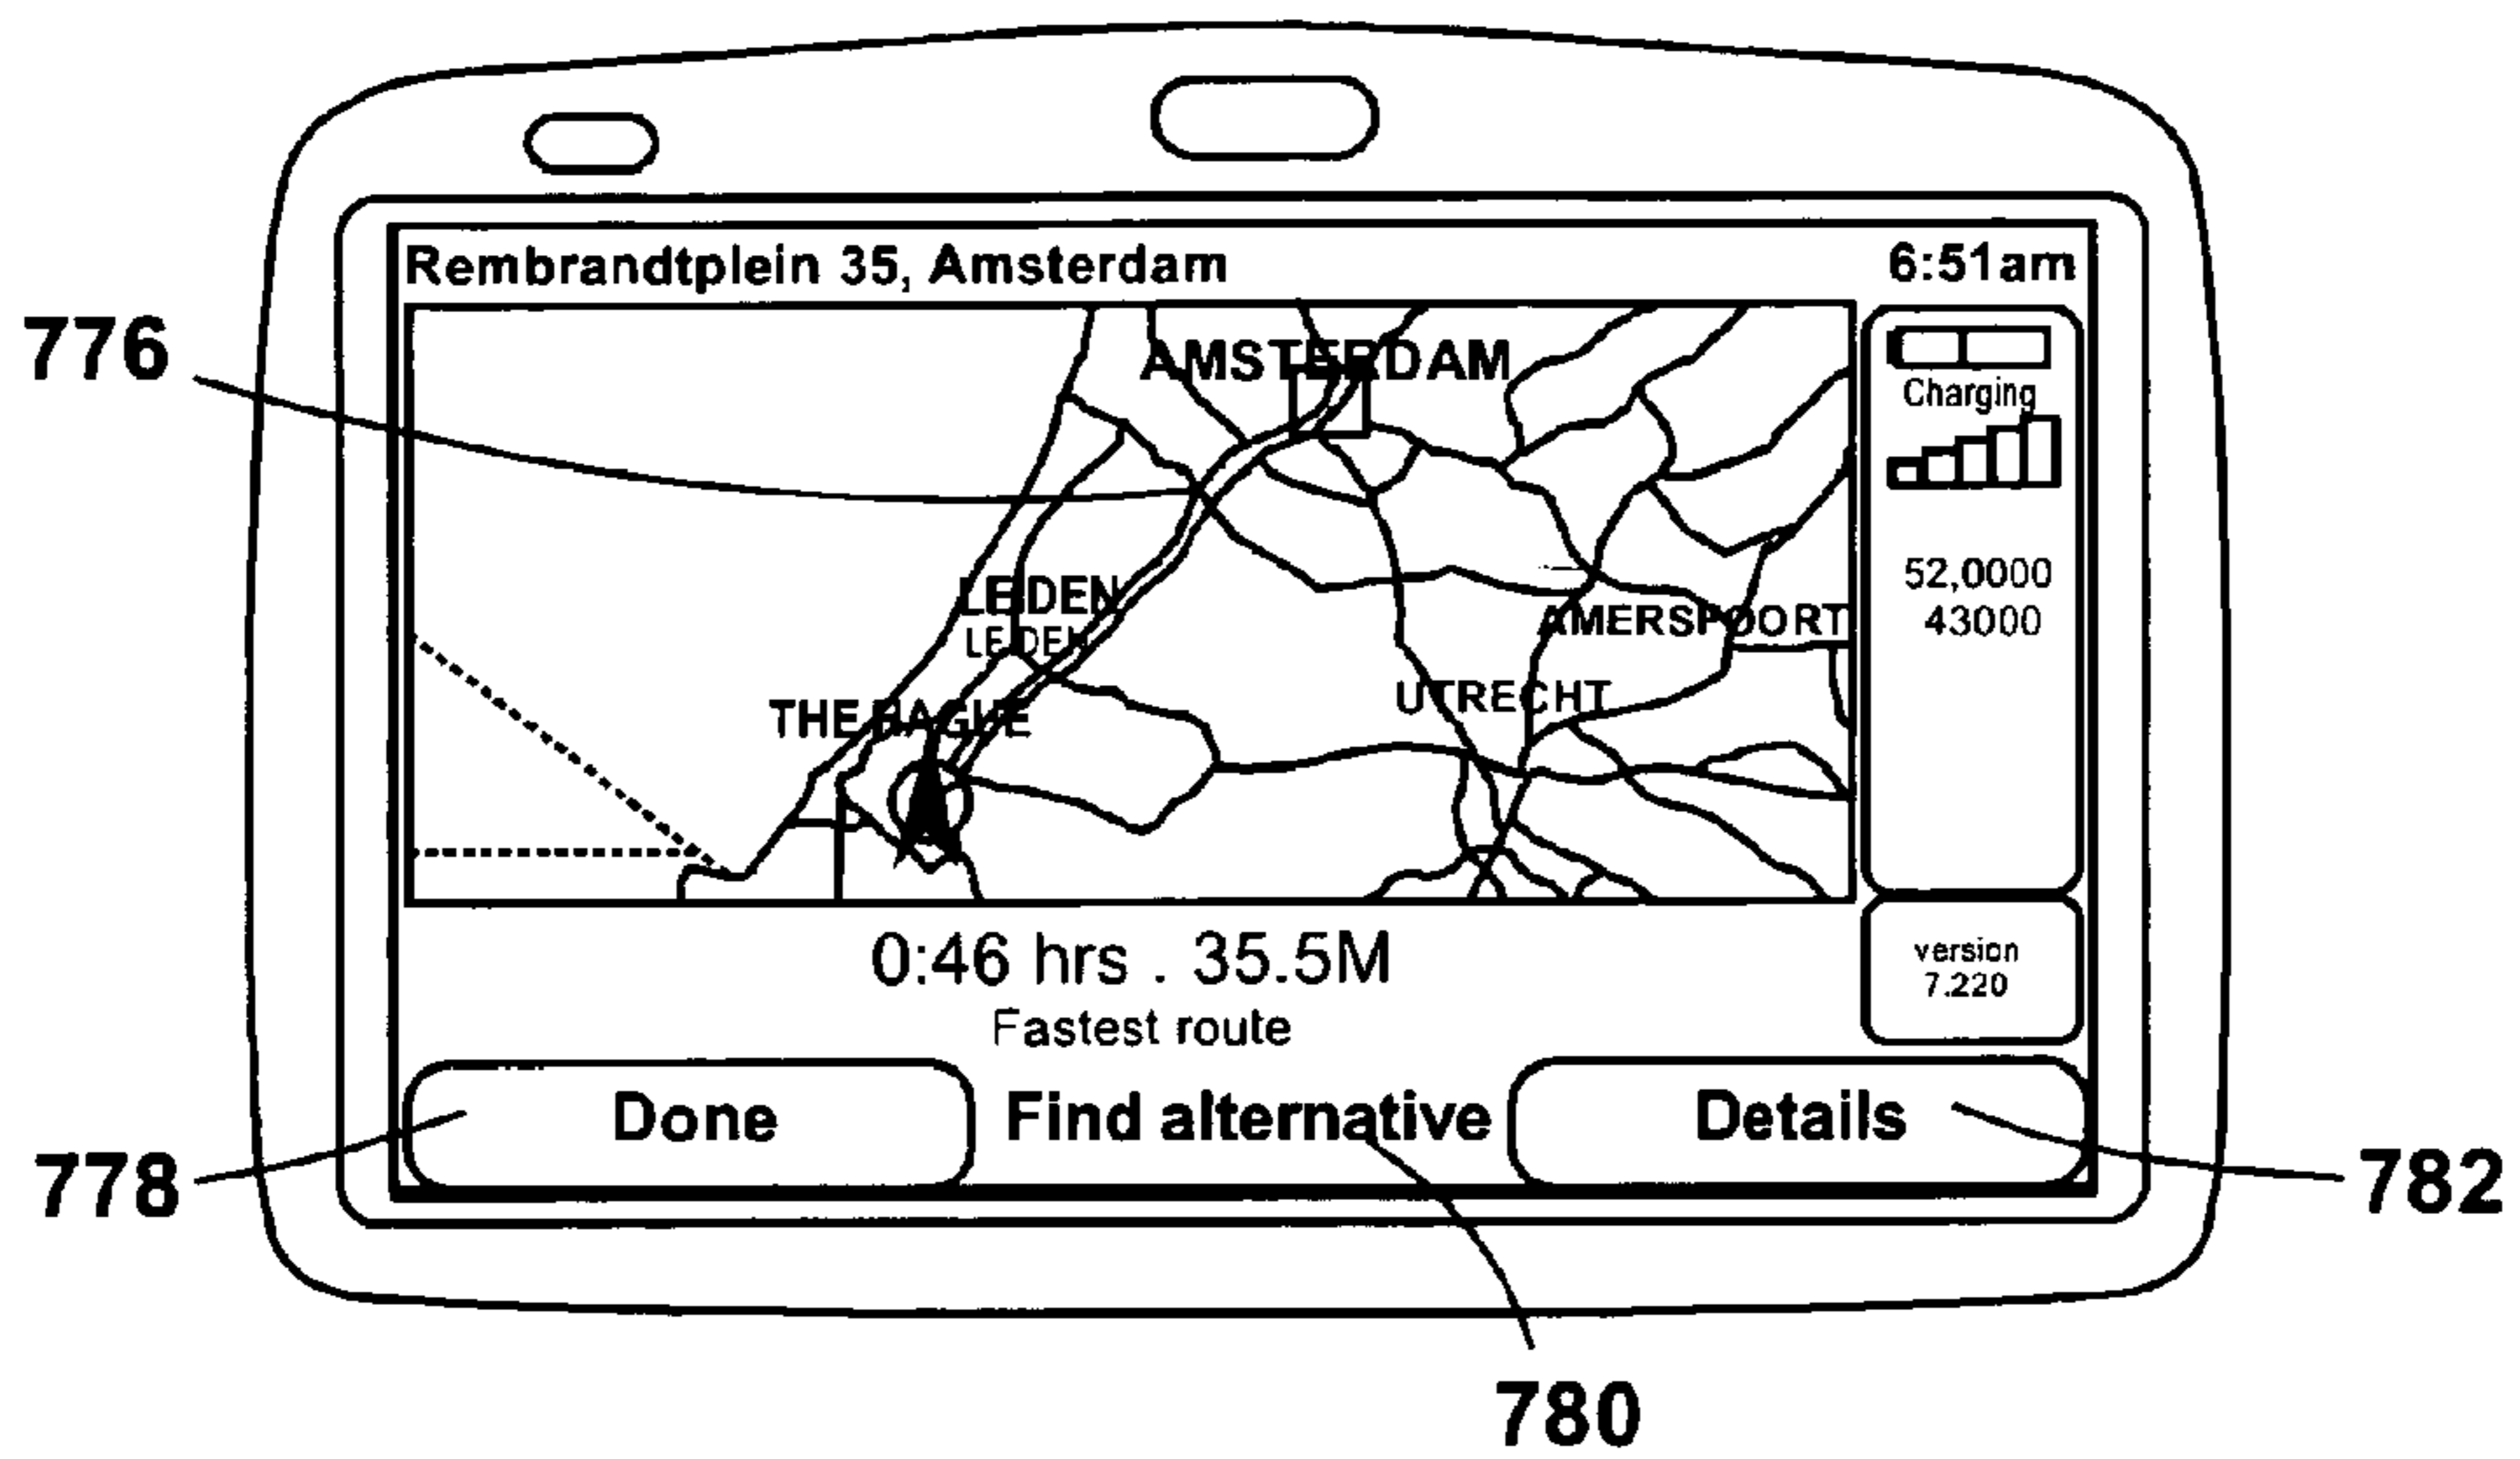 Rembrandtplein 35, Amsterdam
6:51am
776
AMSTERDAM
Charging
52,0000
43000
LEIDEN
LEIDEN
AMERSFOORT
UTRECHT
THE HAGUE
0:46 hrs . 35.5M
Fastest route
version
7.220
Done
Find alternative
Details
778
782
780